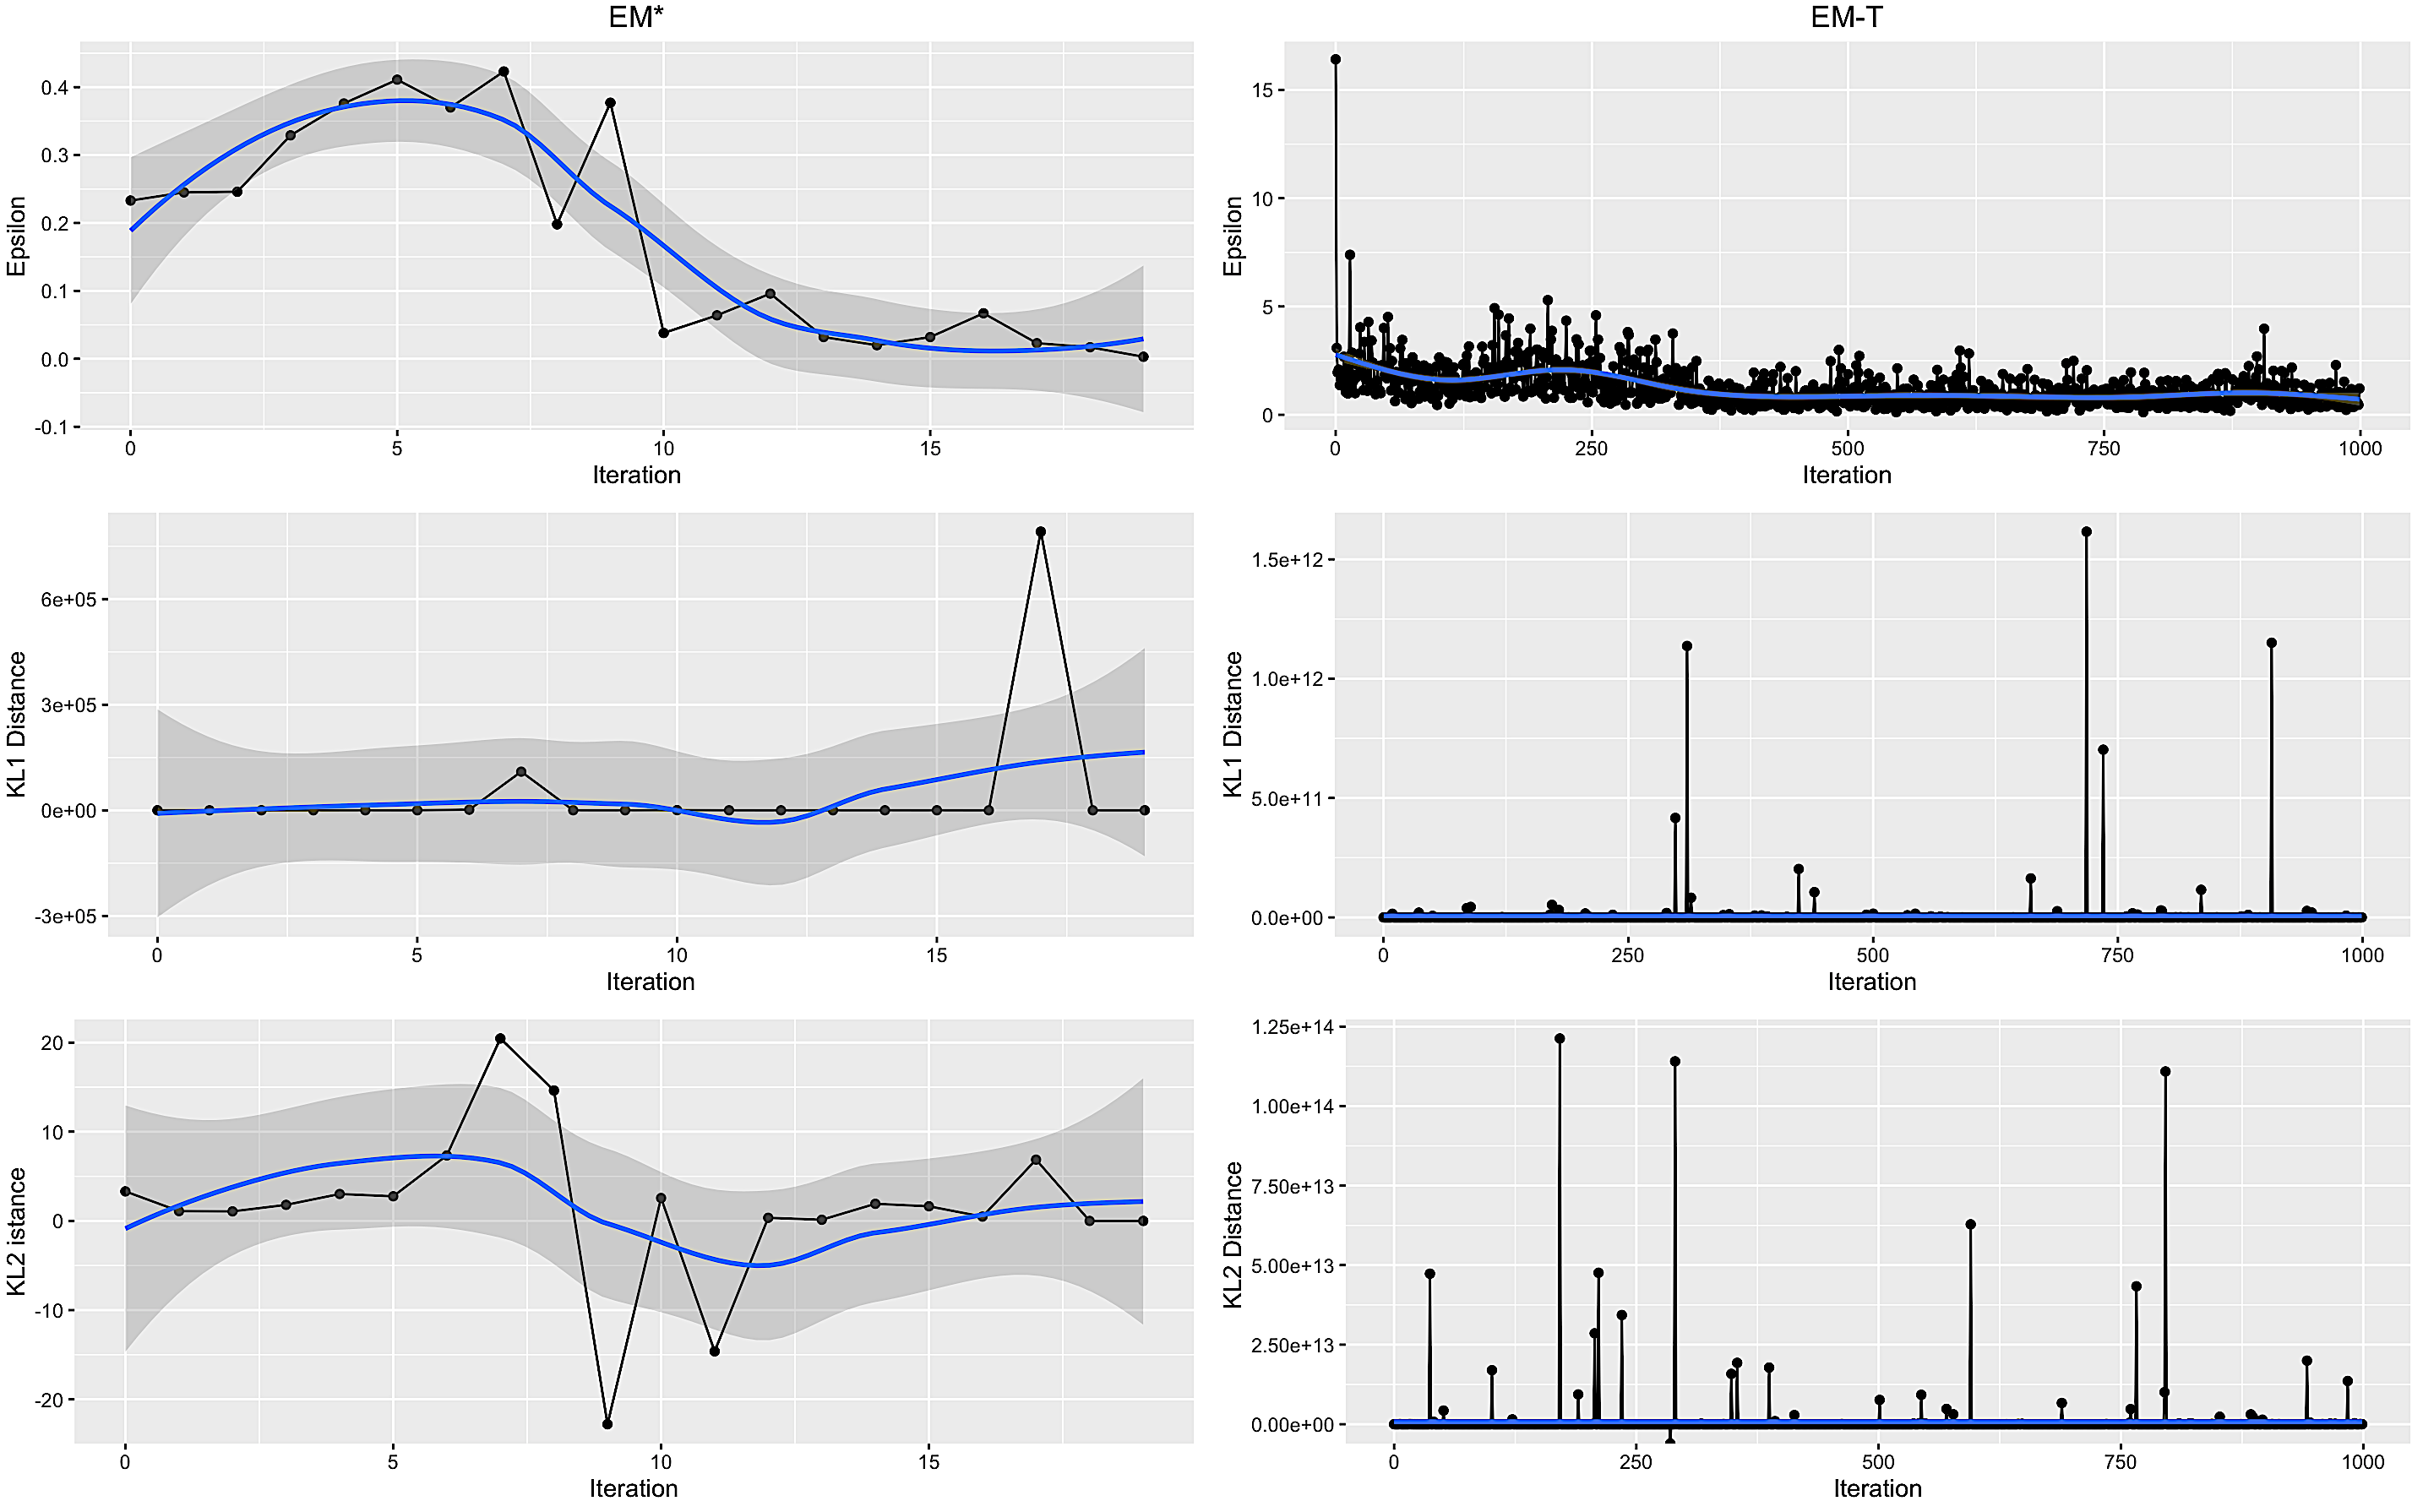 EM*
EM-T
Epsilon
0.4
0.3
0.2
0.1
0.0
-0.1
0 5 10 15
Iteration
Epsilon
15
10
5
0
0 250 500 750 1000
Iteration
KL1 Distance
6e+05
3e+05
0e+00
-3e+05
0 5 10 15
Iteration
KL1 Distance
1.5e+12
1.0e+12
5.0e+11
0.0e+00
0 250 500 750 1000
Iteration
KL2 istance
20
10
0
-10
-20
0 5 10 15
Iteration
KL2 Distance
1.25e+14
1.00e+14
7.50e+13
5.00e+13
2.50e+13
0.00e+00
0 250 500 750 1000
Iteration